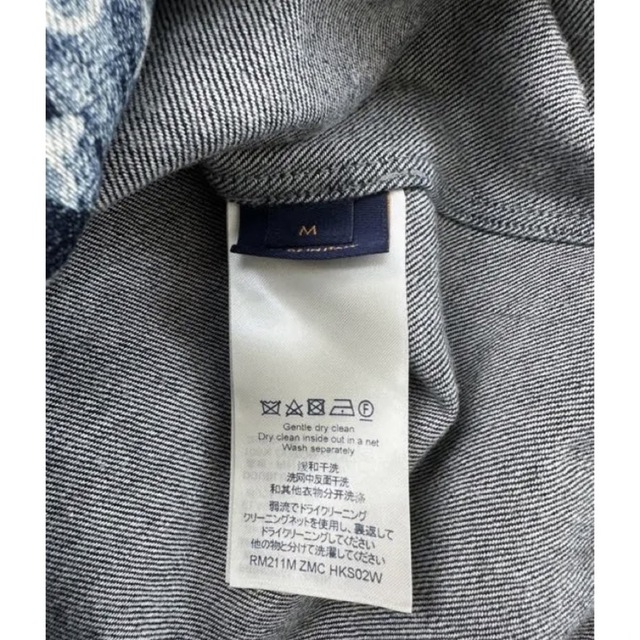 M
Gentle dry clean
Dry clean inside out in a net
Wash separately
缓和干洗
洗网中反面干洗
和其他衣物分开洗涤
弱流でドライクリーニング
クリーニングネットを使用し、裏返して
ドライクリーニングしてください
他の物と分けて洗濯してください
RM211M ZMC HKS02W